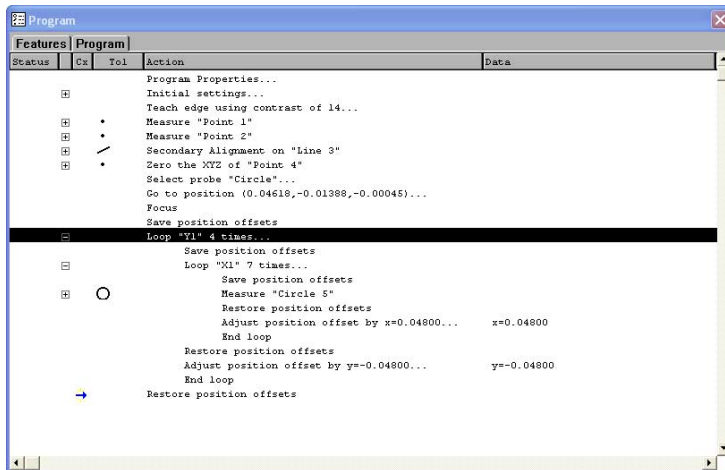 Program
Features Program
Status Cx Tol Action Data
Program Properties...
Initial settings...
Teach edge using contrast of 14...
Measure "Point 1"
Measure "Point 2"
Secondary Alignment on "Line 3"
Zero the XYZ of "Point 4"
Select probe "Circle"...
Go to position (0.04618,-0.01388,-0.00045)...
Focus
Save position offsets
Loop "Y1" 4 times...
Save position offsets
Loop "X1" 7 times...
Save position offsets
Measure "Circle 5"
Restore position offsets
Adjust position offset by x=0.04800... x=0.04800
End loop
Restore position offsets
Adjust position offset by y=-0.04800... y=-0.04800
End loop
Restore position offsets